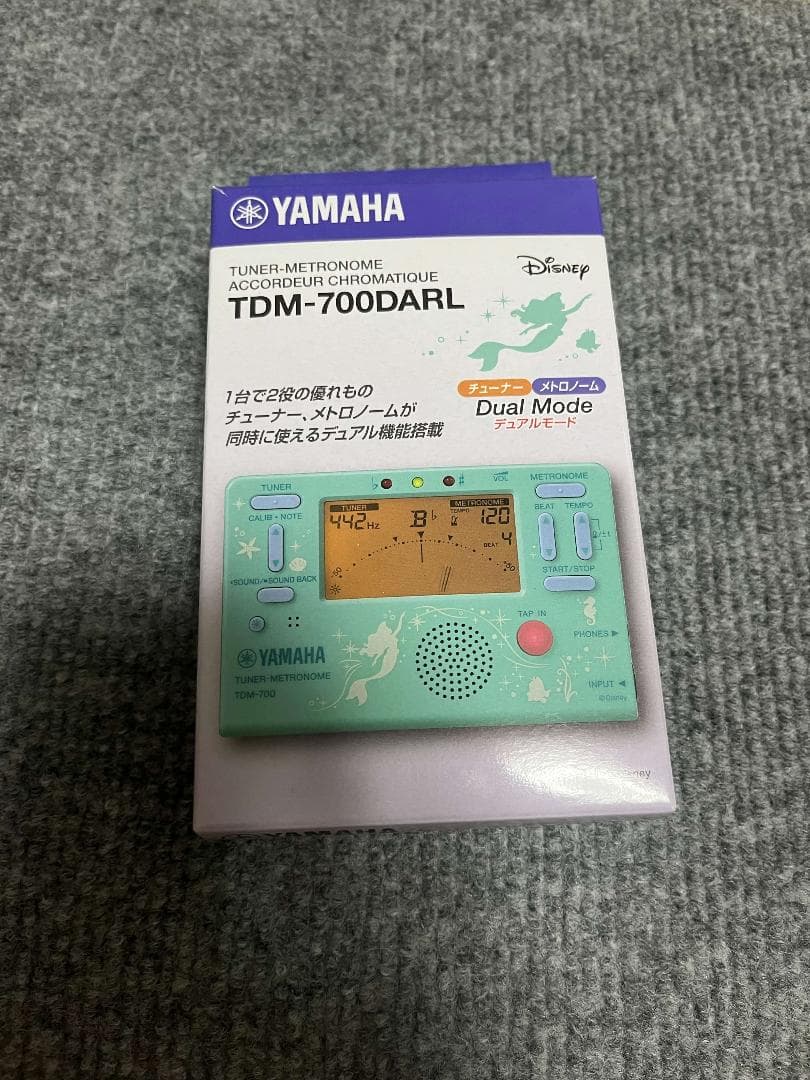 YAMAHA
TUNER-METRONOME
ACCORDEUR CHROMATIQUE
TDM-700DARL
Disney
1台で2役の優れもの
チューナー、メトロノームが
同時に使えるデュアル機能搭載
チューナー メトロノーム
Dual Mode
デュアルモード
TUNER
♭ ♯
VOL
METRONOME
CALIB・NOTE
BEAT TEMPO
TUNER
442Hz
B♭
METRONOME
TEMPO 120
BEAT 4
SOUND BACK
START/STOP
TAP IN
PHONES ▶
INPUT ◀
©Disney
YAMAHA
TUNER-METRONOME
TDM-700